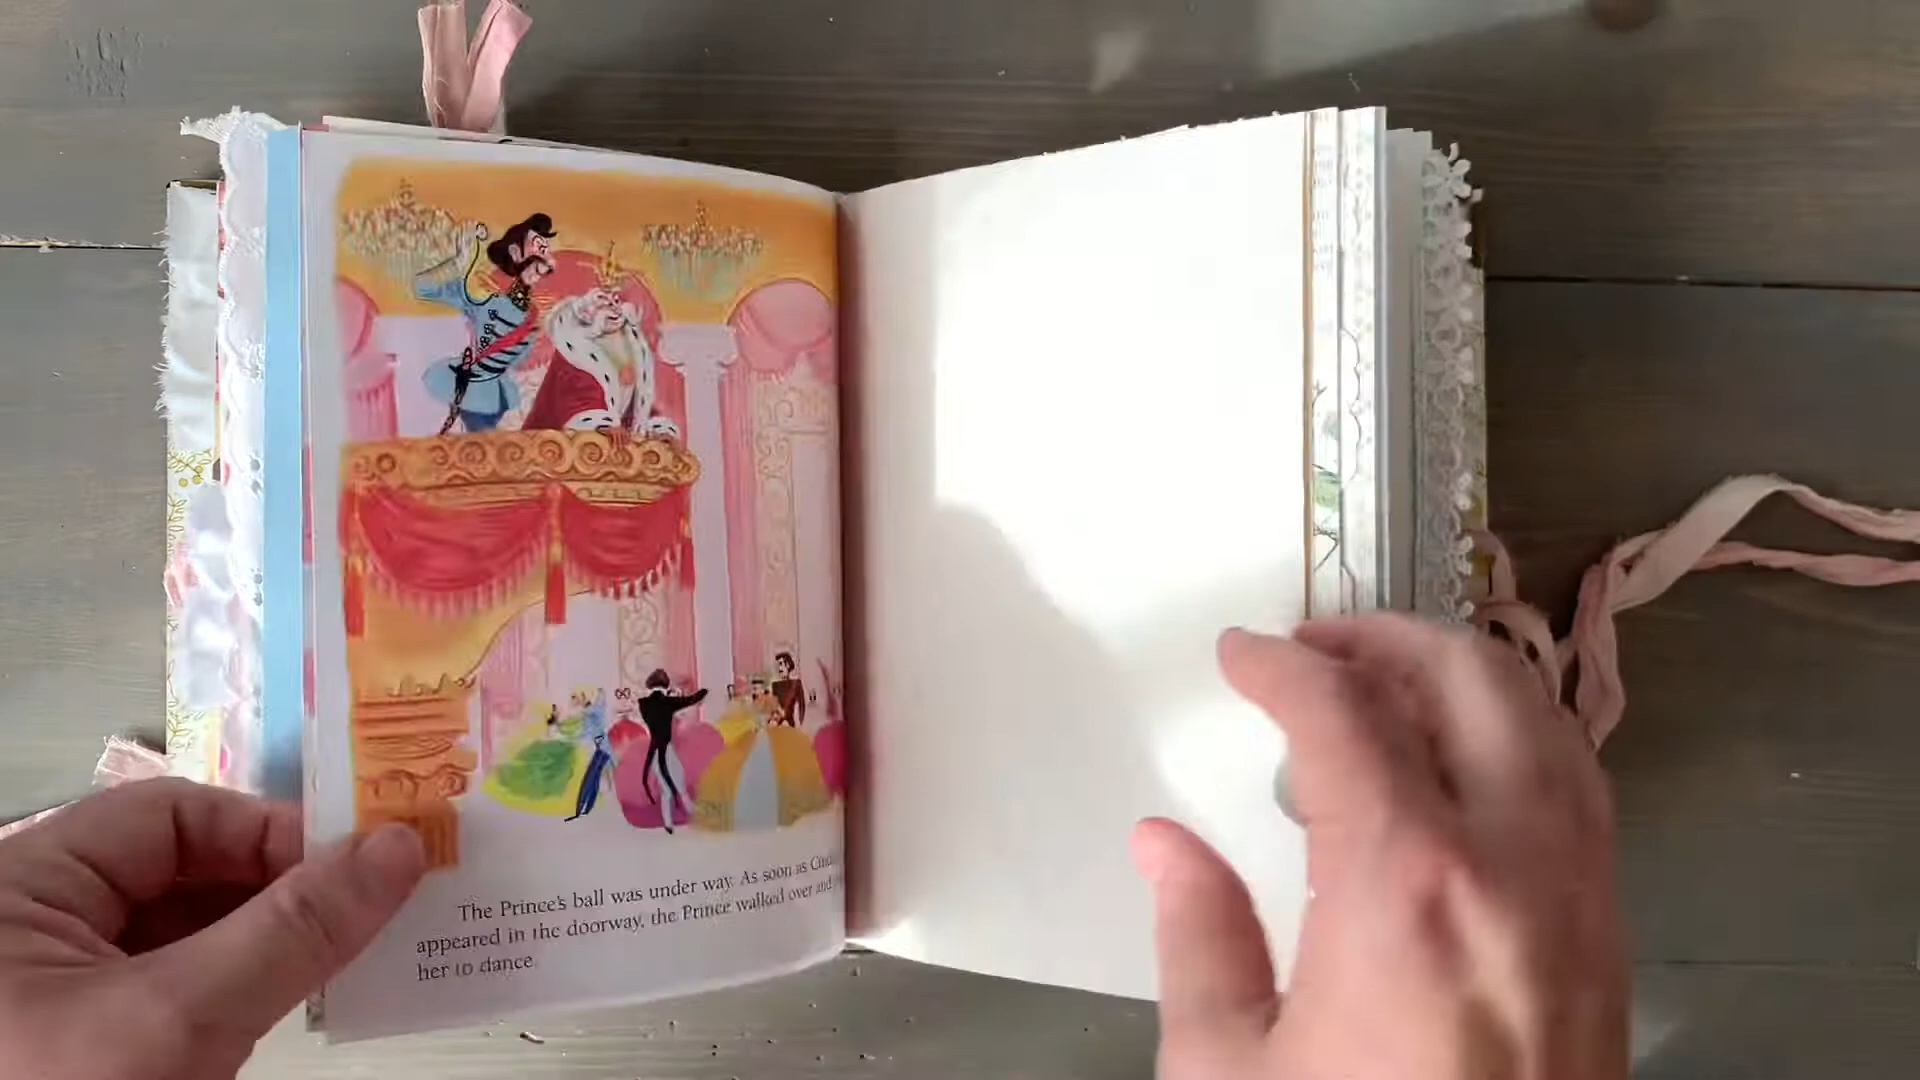 The Prince's ball was under way. As soon as
appeared in the doorway, the Prince walked over and
her to dance.